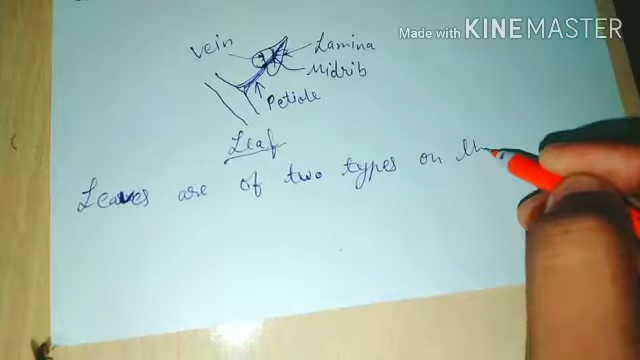 Made with KINEMASTER
Vein
Lamina
Midrib
Petiole
Leaf
Leaves are of two types on